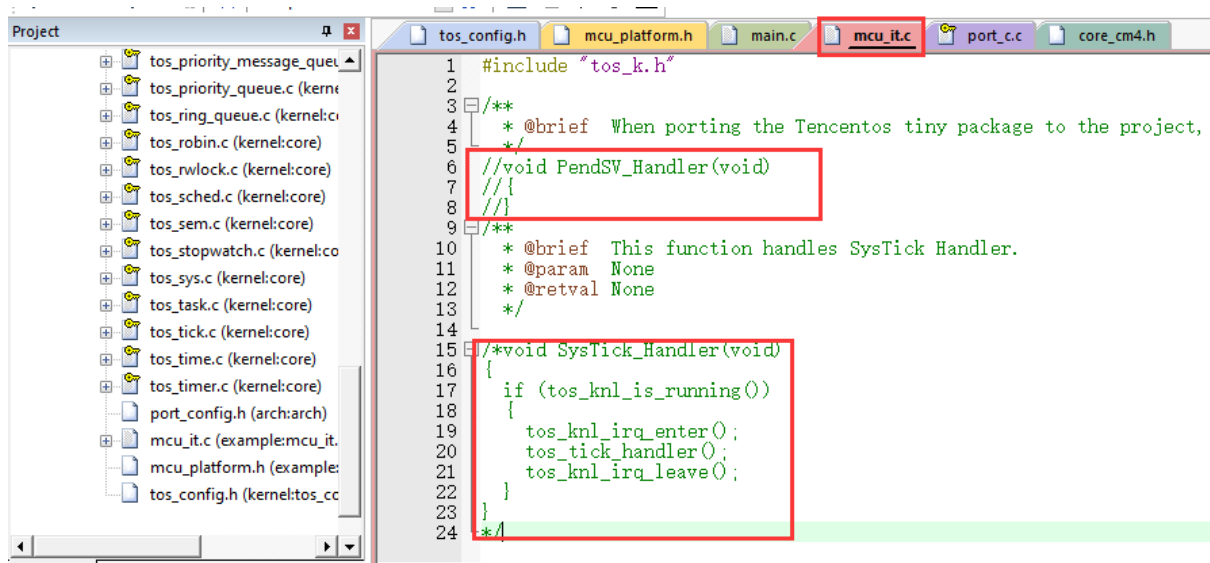 Project
tos_priority_message_queu
tos_priority_queue.c (kerne
tos_ring_queue.c (kernel:co
tos_robin.c (kernel:core)
tos_rwlock.c (kernel:core)
tos_sched.c (kernel:core)
tos_sem.c (kernel:core)
tos_stopwatch.c (kernel:co
tos_sys.c (kernel:core)
tos_task.c (kernel:core)
tos_tick.c (kernel:core)
tos_time.c (kernel:core)
tos_timer.c (kernel:core)
port_config.h (arch:arch)
mcu_it.c (example:mcu_it.
mcu_platform.h (example:
tos_config.h (kernel:tos_cc
tos_config.h mcu_platform.h main.c mcu_it.c port_c.c core_cm4.h
1 #include "tos_k.h"
2
3 /**
4 * @brief When porting the Tencentos tiny package to the project,
5 */
6 //void PendSV_Handler(void)
7 //{
8 //}
9 /**
10 * @brief This function handles SysTick Handler.
11 * @param None
12 * @retval None
13 */
14
15 /*void SysTick_Handler(void)
16 {
17 if (tos_knl_is_running())
18 {
19 tos_knl_irq_enter();
20 tos_tick_handler();
21 tos_knl_irq_leave();
22 }
23 }
24 */